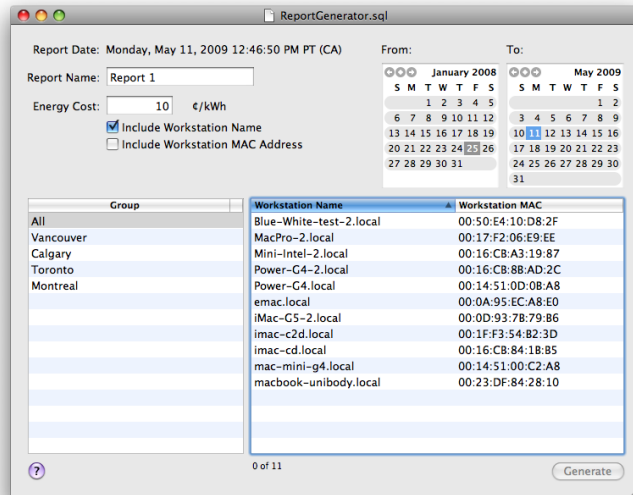 ReportGenerator.sql
Report Date: Monday, May 11, 2009 12:46:50 PM PT (CA)
From:
To:
Report Name: Report 1
Energy Cost: 10 ¢/kWh
Include Workstation Name
Include Workstation MAC Address
January 2008
S M T W T F S
1 2 3 4 5
6 7 8 9 10 11 12
13 14 15 16 17 18 19
20 21 22 23 24 25 26
27 28 29 30 31
May 2009
S M T W T F S
1 2
3 4 5 6 7 8 9
10 11 12 13 14 15 16
17 18 19 20 21 22 23
24 25 26 27 28 29 30
31
Group
All
Vancouver
Calgary
Toronto
Montreal
Workstation Name Workstation MAC
Blue-White-test-2.local 00:50:E4:10:D8:2F
MacPro-2.local 00:17:F2:06:E9:EE
Mini-Intel-2.local 00:16:CB:A3:19:87
Power-G4-2.local 00:16:CB:8B:AD:2C
Power-G4.local 00:14:51:0D:0B:A8
emac.local 00:0A:95:EC:A8:E0
iMac-G5-2.local 00:0D:93:7B:79:B6
imac-c2d.local 00:1F:F3:54:B2:3D
imac-cd.local 00:16:CB:84:1B:B5
mac-mini-g4.local 00:14:51:00:C2:A8
macbook-unibody.local 00:23:DF:84:28:10
?
0 of 11
Generate